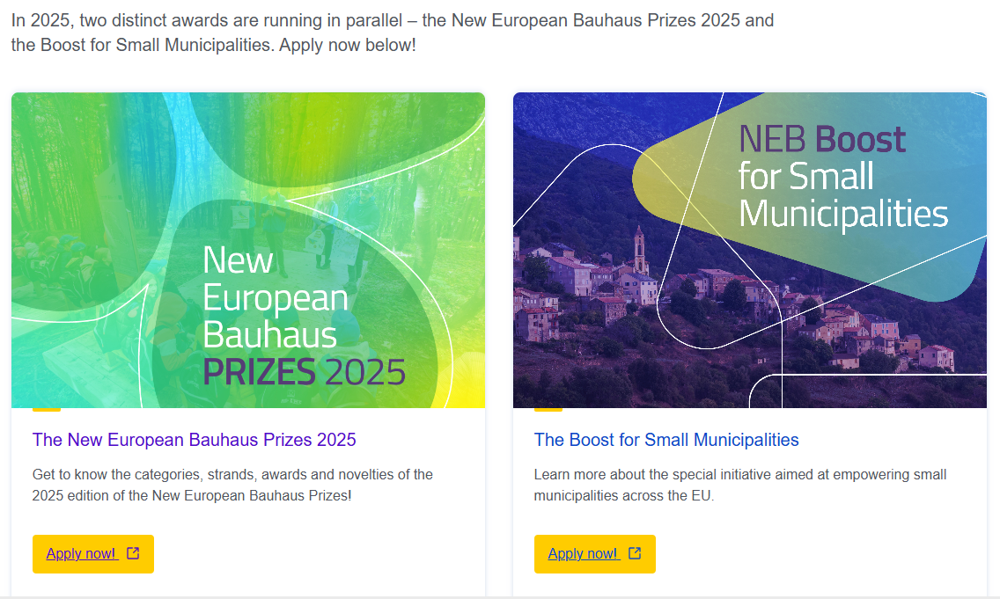 In 2025, two distinct awards are running in parallel – the New European Bauhaus Prizes 2025 and
the Boost for Small Municipalities. Apply now below!
New
European
Bauhaus
PRIZES 2025
The New European Bauhaus Prizes 2025
Get to know the categories, strands, awards and novelties of the
2025 edition of the New European Bauhaus Prizes!
Apply now!
NEB Boost
for Small
Municipalities
The Boost for Small Municipalities
Learn more about the special initiative aimed at empowering small
municipalities across the EU.
Apply now!